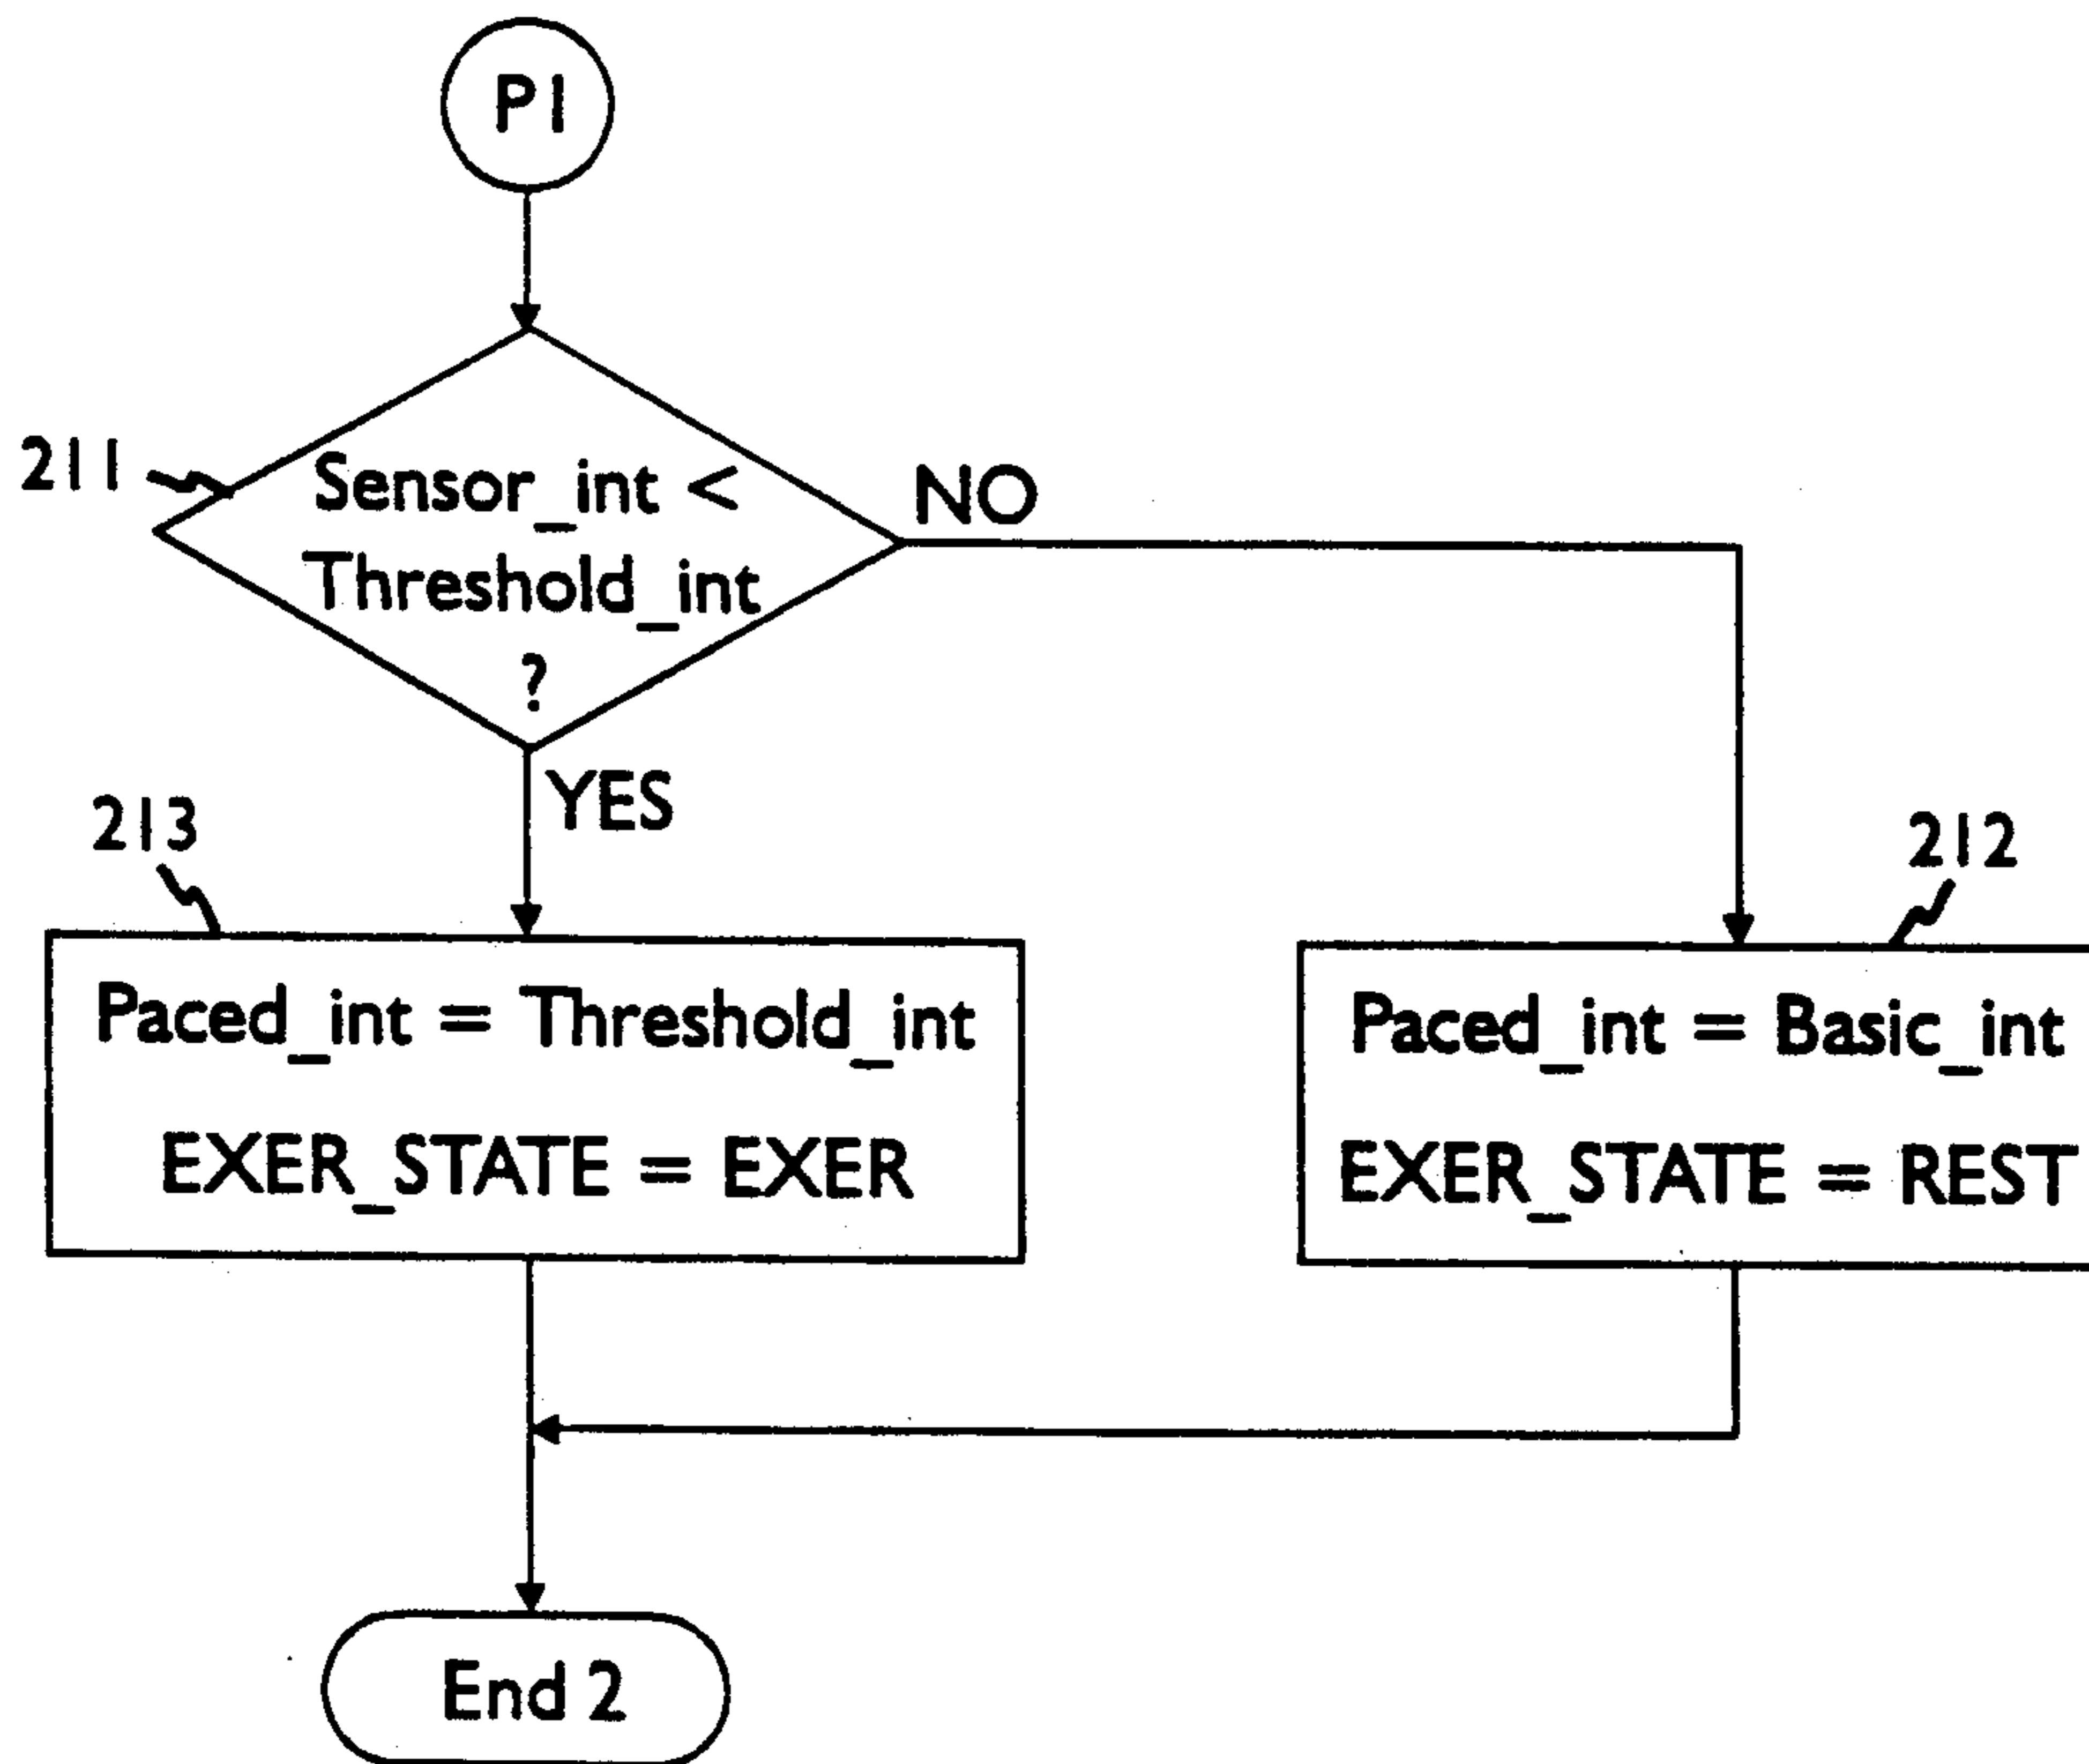 P1
211
Sensor_int <
Threshold_int
?
NO
YES
213
212
Paced_int = Threshold_int
EXER_STATE = EXER
Paced_int = Basic_int
EXER_STATE = REST
End 2